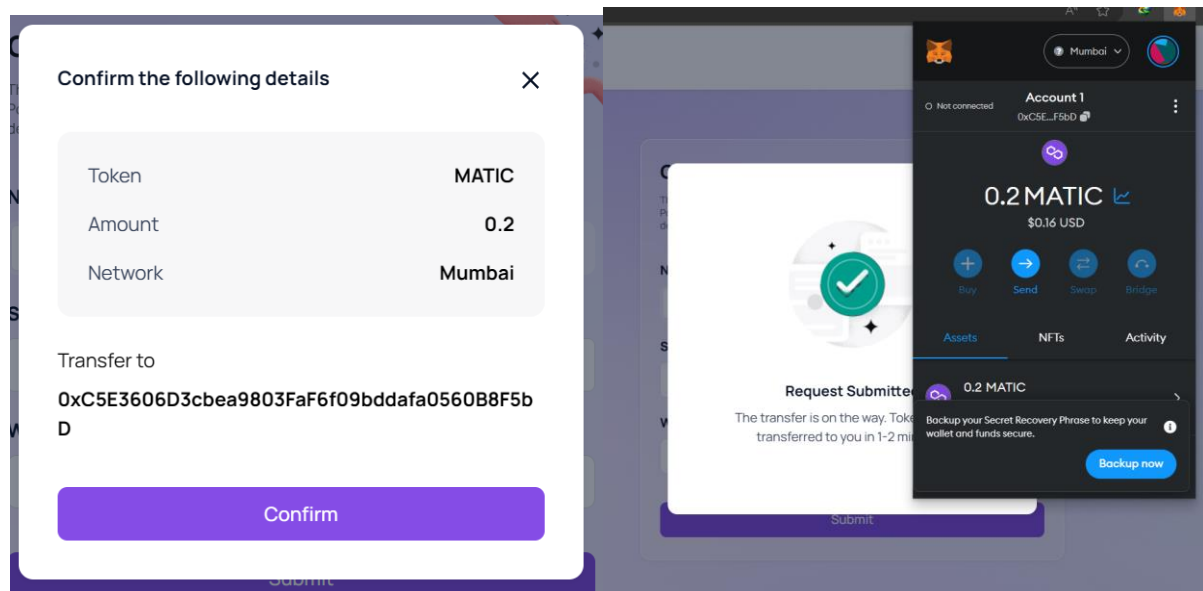 Confirm the following details
Token MATIC
Amount 0.2
Network Mumbai
Transfer to
0xC5E3606D3cbea9803FaF6f09bddafa0560B8F5b
D
Confirm
Submit
Mumbai
Not connected
Account 1
0xC5E...F5bD
0.2 MATIC
$0.16 USD
Buy Send Swap Bridge
Assets NFTs Activity
0.2 MATIC
Backup your Secret Recovery Phrase to keep your
wallet and funds secure.
Backup now
Request Submitte
The transfer is on the way. Toke
transferred to you in 1-2 mi
Submit